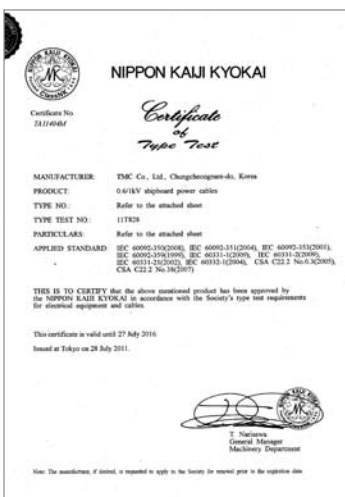 NIPPON KAIJI KYOKAI
Certificate No.
Certificate
of
Type Test
MANUFACTURER: TMC Co., Ltd., Chungcheongnam-do, Korea
PRODUCT: 0.6/1kV shipboard power cables
TYPE NO.: Refer to the attached sheet
TYPE TEST NO.: 11T828
PARTICULARS: Refer to the attached sheet
APPLIED STANDARD IEC 60092-350(2008), IEC 60092-351(2004), IEC 60092-353(2001),
IEC 60092-359(1999), IEC 60331-1(2009), IEC 60331-2(2009),
IEC 60331-21(2002), IEC 60332-1(2004), CSA C22.2 No.0.3(2005),
CSA C22.2 No.38(2007)
THIS IS TO CERTIFY that the above mentioned product has been approved by
the NIPPON KAIJI KYOKAI in accordance with the Society's type test requirements
for electrical equipment and cables.
This certificate is valid until 27 July 2016.
Issued at Tokyo on 28 July 2011.
General Manager
Machinery Department
Note: The manufacturer, if desired, is requested to apply to the Society for renewal prior to the expiration date